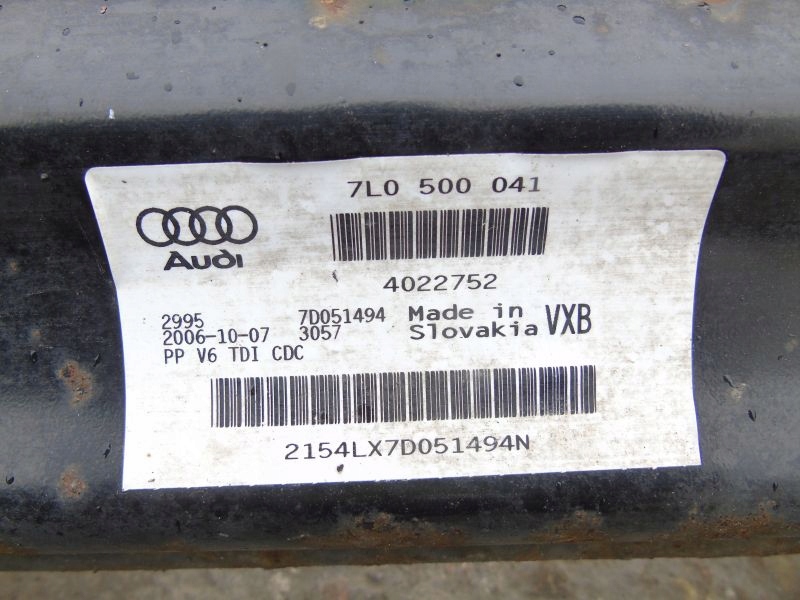 7L0 500 041
Audi
4022752
2995 7D051494 Made in VXB
2006-10-07 3057 Slovakia
PP V6 TDI CDC
2154LX7D051494N